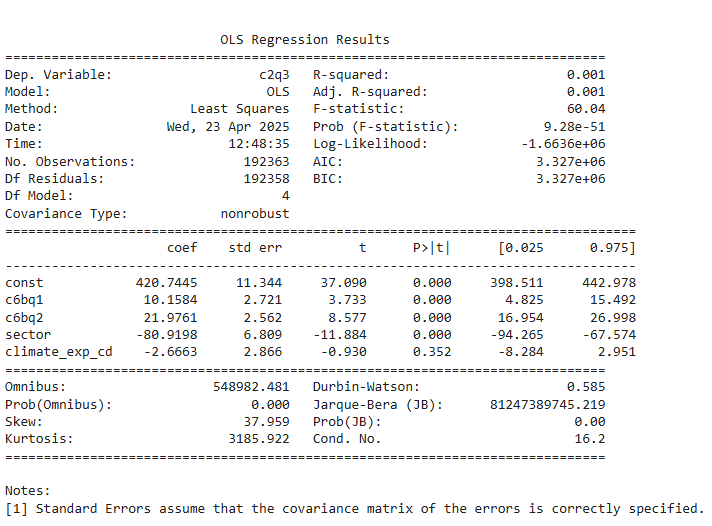 OLS Regression Results
==============================================================================
Dep. Variable: c2q3 R-squared: 0.001
Model: OLS Adj. R-squared: 0.001
Method: Least Squares F-statistic: 60.04
Date: Wed, 23 Apr 2025 Prob (F-statistic): 9.28e-51
Time: 12:48:35 Log-Likelihood: -1.6636e+06
No. Observations: 192363 AIC: 3.327e+06
Df Residuals: 192358 BIC: 3.327e+06
Df Model: 4
Covariance Type: nonrobust
==================================================================================
coef std err t P>|t| [0.025 0.975]
----------------------------------------------------------------------------------
const 420.7445 11.344 37.090 0.000 398.511 442.978
c6bq1 10.1584 2.721 3.733 0.000 4.825 15.492
c6bq2 21.9761 2.562 8.577 0.000 16.954 26.998
sector -80.9198 6.809 -11.884 0.000 -94.265 -67.574
climate_exp_cd -2.6663 2.866 -0.930 0.352 -8.284 2.951
==============================================================================
Omnibus: 548982.481 Durbin-Watson: 0.585
Prob(Omnibus): 0.000 Jarque-Bera (JB): 81247389745.219
Skew: 37.959 Prob(JB): 0.00
Kurtosis: 3185.922 Cond. No. 16.2
==============================================================================
Notes:
[1] Standard Errors assume that the covariance matrix of the errors is correctly specified.